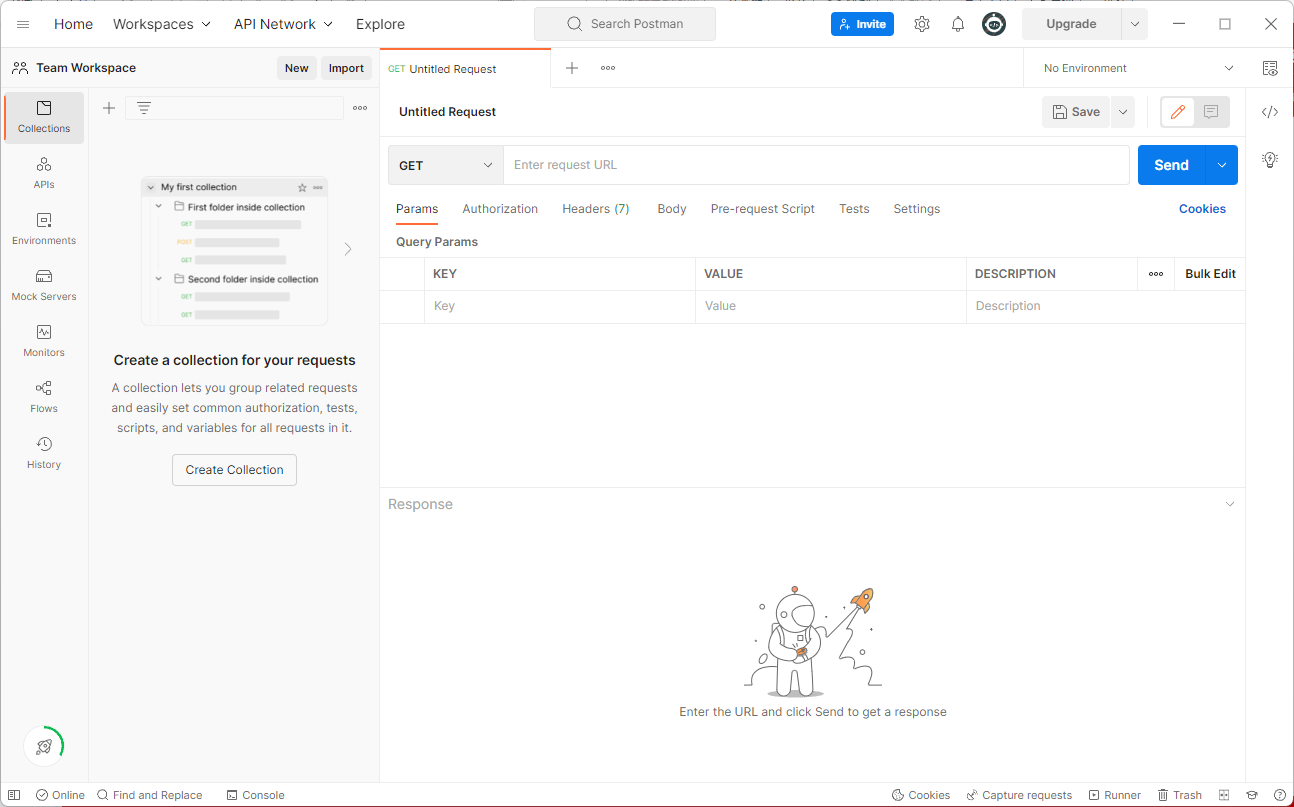 Home Workspaces API Network Explore Search Postman Invite Upgrade
Team Workspace New Import GET Untitled Request No Environment
Collections
APIs
Environments
Mock Servers
Monitors
Flows
History
My first collection
First folder inside collection
GET
POST
GET
Second folder inside collection
GET
GET
Create a collection for your requests
A collection lets you group related requests
and easily set common authorization, tests,
scripts, and variables for all requests in it.
Create Collection
Untitled Request Save
GET Enter request URL Send
Params Authorization Headers (7) Body Pre-request Script Tests Settings Cookies
Query Params
KEY VALUE DESCRIPTION Bulk Edit
Key Value Description
Response
Enter the URL and click Send to get a response
Online Find and Replace Console Cookies Capture requests Runner Trash